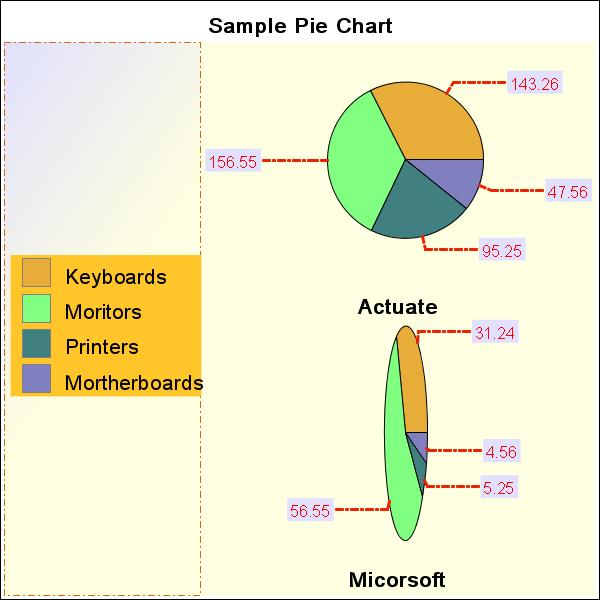 Sample Pie Chart
143.26
156.55
47.56
95.25
Actuate
Keyboards
Moritors
Printers
Mortherboards
31.24
4.56
5.25
56.55
Micorsoft